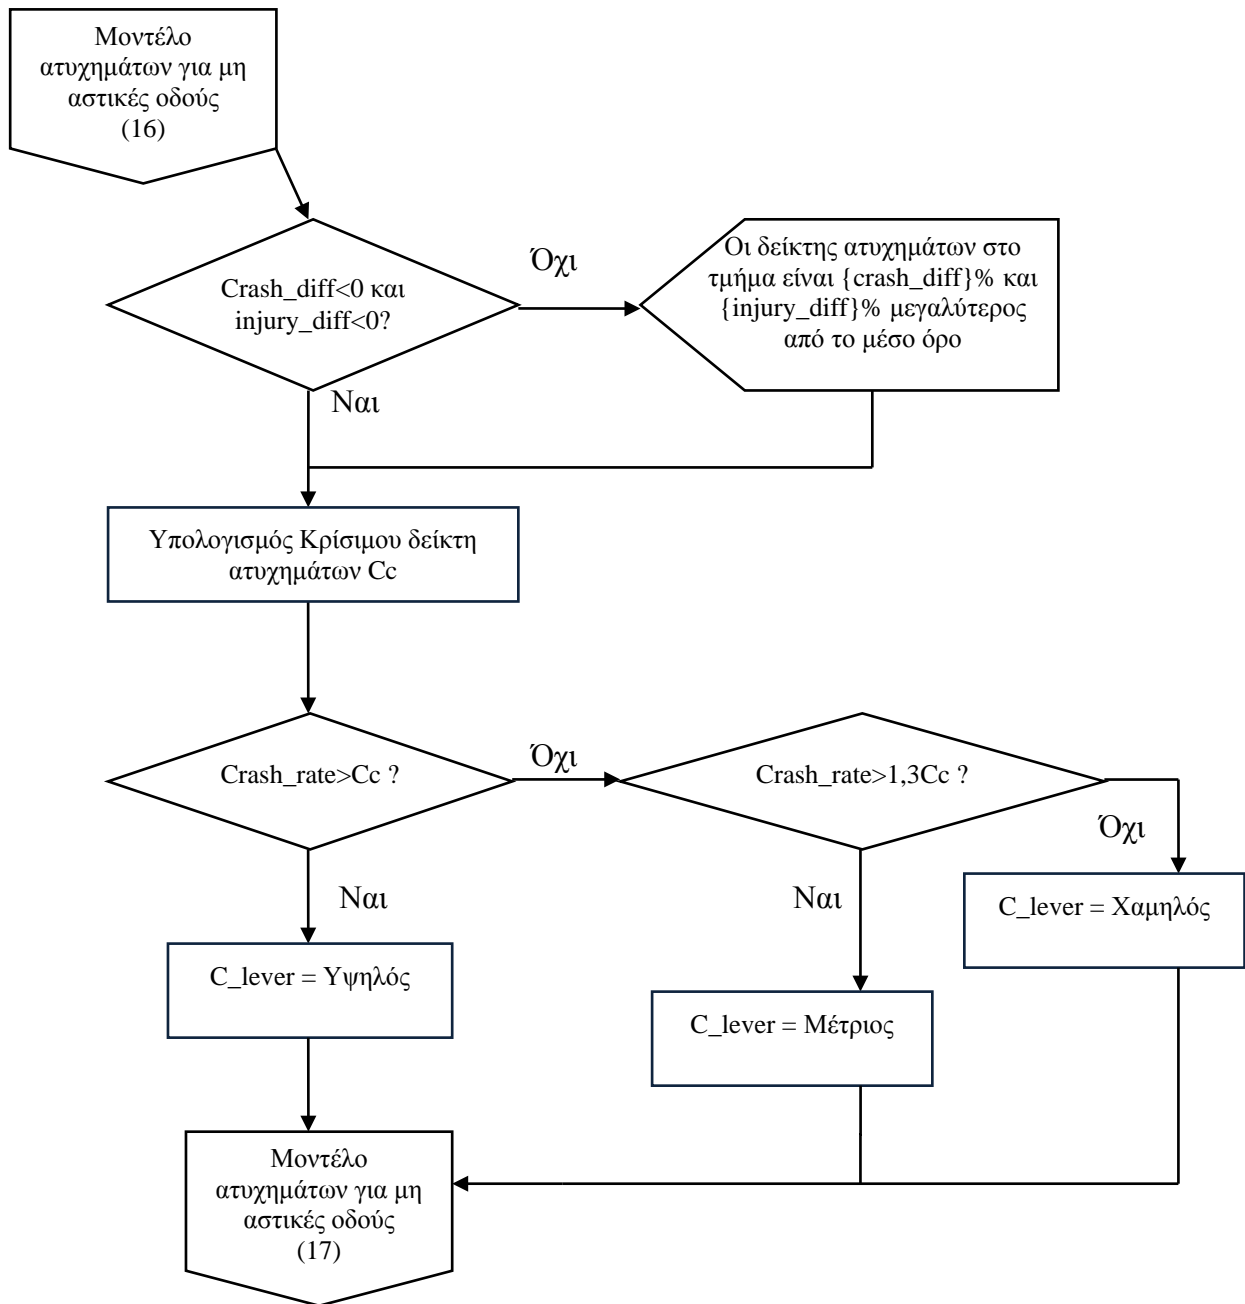 Μοντέλο
ατυχημάτων για μη
αστικές οδούς
(16)
Crash_diff<0 και
injury_diff<0?
Όχι
Οι δείκτης ατυχημάτων στο
τμήμα είναι {crash_diff}% και
{injury_diff}% μεγαλύτερος
από το μέσο όρο
Ναι
Υπολογισμός Κρίσιμου δείκτη
ατυχημάτων Cc
Crash_rate>Cc ?
Όχι
Crash_rate>1,3Cc ?
Όχι
Ναι
Ναι
C_lever = Χαμηλός
C_lever = Υψηλός
C_lever = Μέτριος
Μοντέλο
ατυχημάτων για μη
αστικές οδούς
(17)